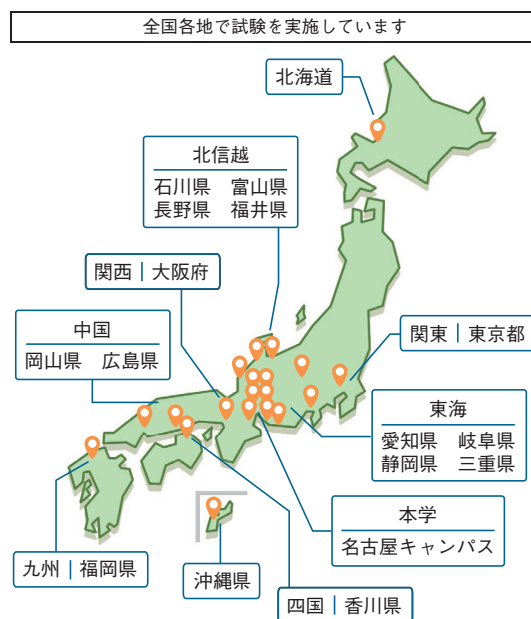 全国各地で試験を実施しています
北海道
北信越
石川県 富山県
長野県 福井県
関西｜大阪府
中国
岡山県 広島県
関東｜東京都
東海
愛知県 岐阜県
静岡県 三重県
本学
名古屋キャンパス
九州｜福岡県
沖縄県
四国｜香川県